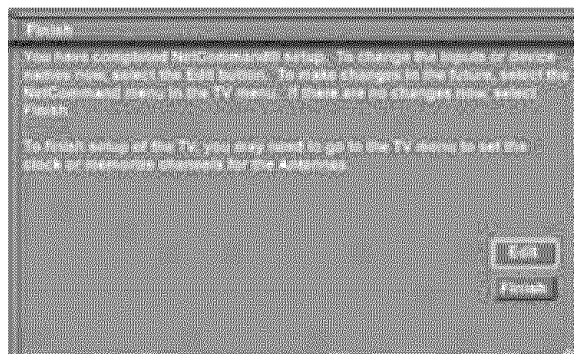 Finish
You have completed NetCommand® setup. To change the inputs or device
names now, select the Edit button. To make changes in the future, select the
NetCommand menu in the TV menu. If there are no changes now, select
Finish.
To finish setup of the TV, you may need to go to the TV menu to set the
clock or memorize channels for the Antennas.
Edit
Finish